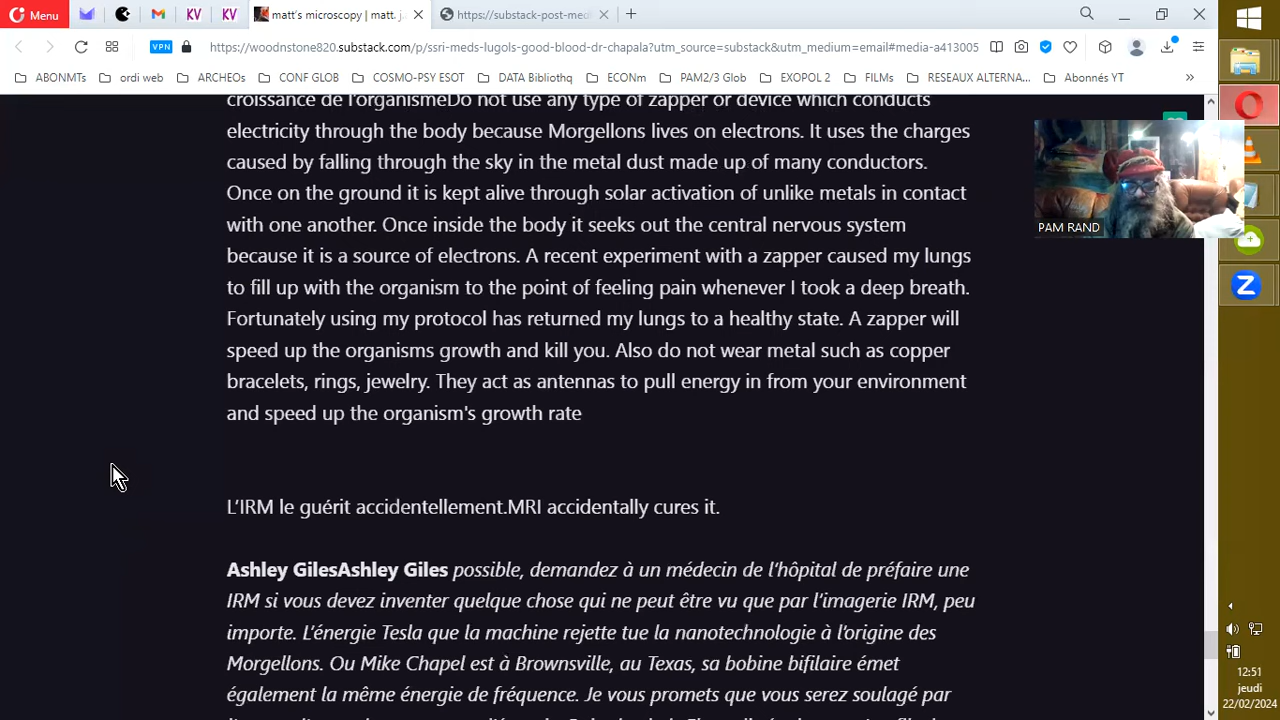 Menu
KV
KV
matt's microscopy | matt. j
https://substack-post-med
VPN
https://woodnstone820.substack.com/p/ssri-meds-lugols-good-blood-dr-chapala?utm_source=substack&utm_medium=email#media-a413005
ABONMTs
ordi web
ARCHEOs
CONF GLOB
COSMO-PSY ESOT
DATA Bibliothq
ECONm
PAM2/3 Glob
EXOPOL 2
FILMs
RESEAUX ALTERNA...
Abonnés YT
»
croissance de l'organismeDo not use any type of zapper or device which conducts
electricity through the body because Morgellons lives on electrons. It uses the charges
caused by falling through the sky in the metal dust made up of many conductors.
Once on the ground it is kept alive through solar activation of unlike metals in contact
with one another. Once inside the body it seeks out the central nervous system
because it is a source of electrons. A recent experiment with a zapper caused my lungs
to fill up with the organism to the point of feeling pain whenever I took a deep breath.
Fortunately using my protocol has returned my lungs to a healthy state. A zapper will
speed up the organisms growth and kill you. Also do not wear metal such as copper
bracelets, rings, jewelry. They act as antennas to pull energy in from your environment
and speed up the organism's growth rate
L'IRM le guérit accidentellement.MRI accidentally cures it.
Ashley GilesAshley Giles possible, demandez à un médecin de l'hôpital de préfaire une
IRM si vous devez inventer quelque chose qui ne peut être vu que par l'imagerie IRM, peu
importe. L'énergie Tesla que la machine rejette tue la nanotechnologie à l'origine des
Morgellons. Ou Mike Chapel est à Brownsville, au Texas, sa bobine bifilaire émet
également la même énergie de fréquence. Je vous promets que vous serez soulagé par
PAM RAND
12:51
jeudi
22/02/2024